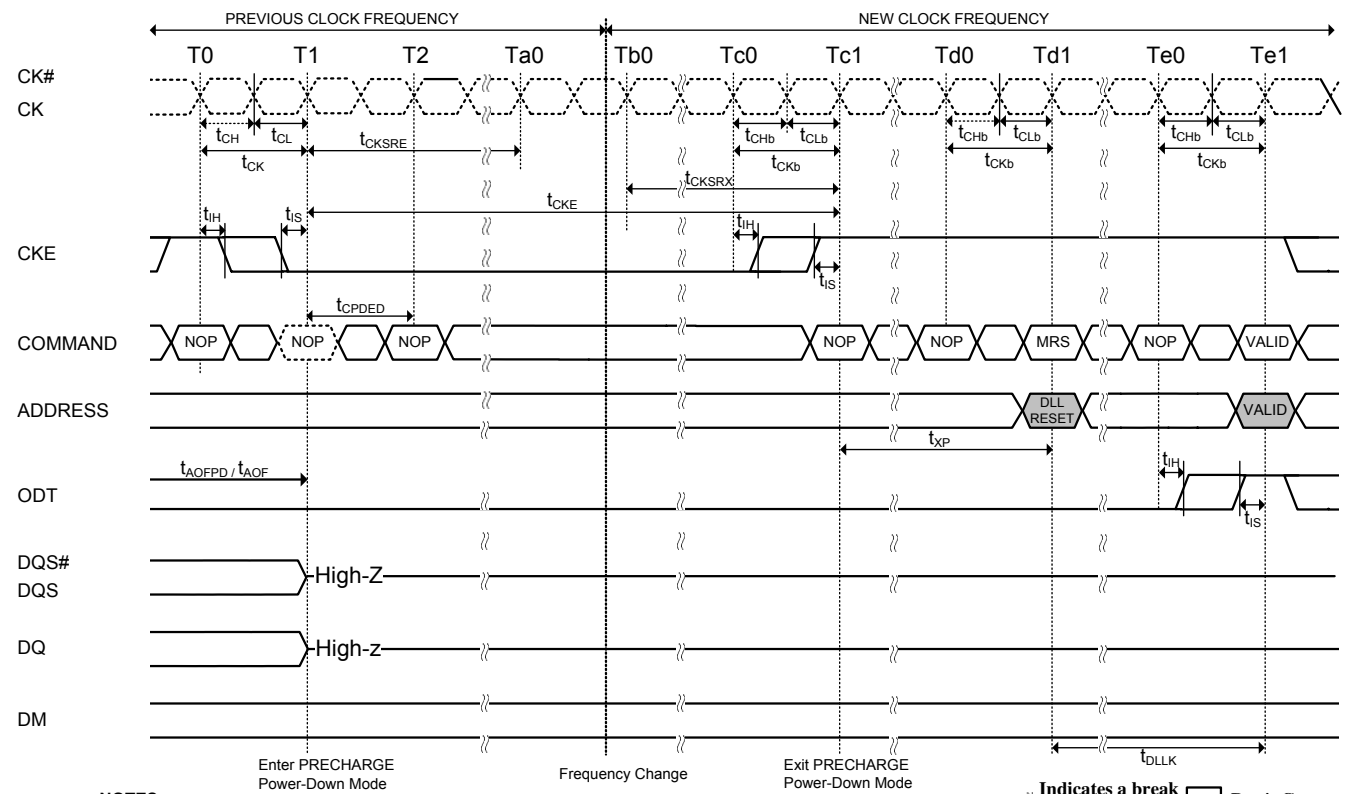 PREVIOUS CLOCK FREQUENCY NEW CLOCK FREQUENCY
T0 T1 T2 Ta0 Tb0 Tc0 Tc1 Td0 Td1 Te0 Te1
CK#
CK
tCH tCL tCKSRE tCHb tCLb tCHb tCLb tCHb tCLb
tCK tCKb tCKb tCKb
tCKSRX
tCKE
tIH tIS tIH
CKE
tIS
tCPDED
COMMAND NOP NOP NOP NOP NOP MRS NOP VALID
ADDRESS DLL RESET VALID
tXP
tAOFPD / tAOF tIH
ODT
tIS
DQS#
DQS
High-Z
DQ High-z
DM
tDLLK
Enter PRECHARGE
Power-Down Mode
Frequency Change
Exit PRECHARGE
Power-Down Mode
Indicates a break